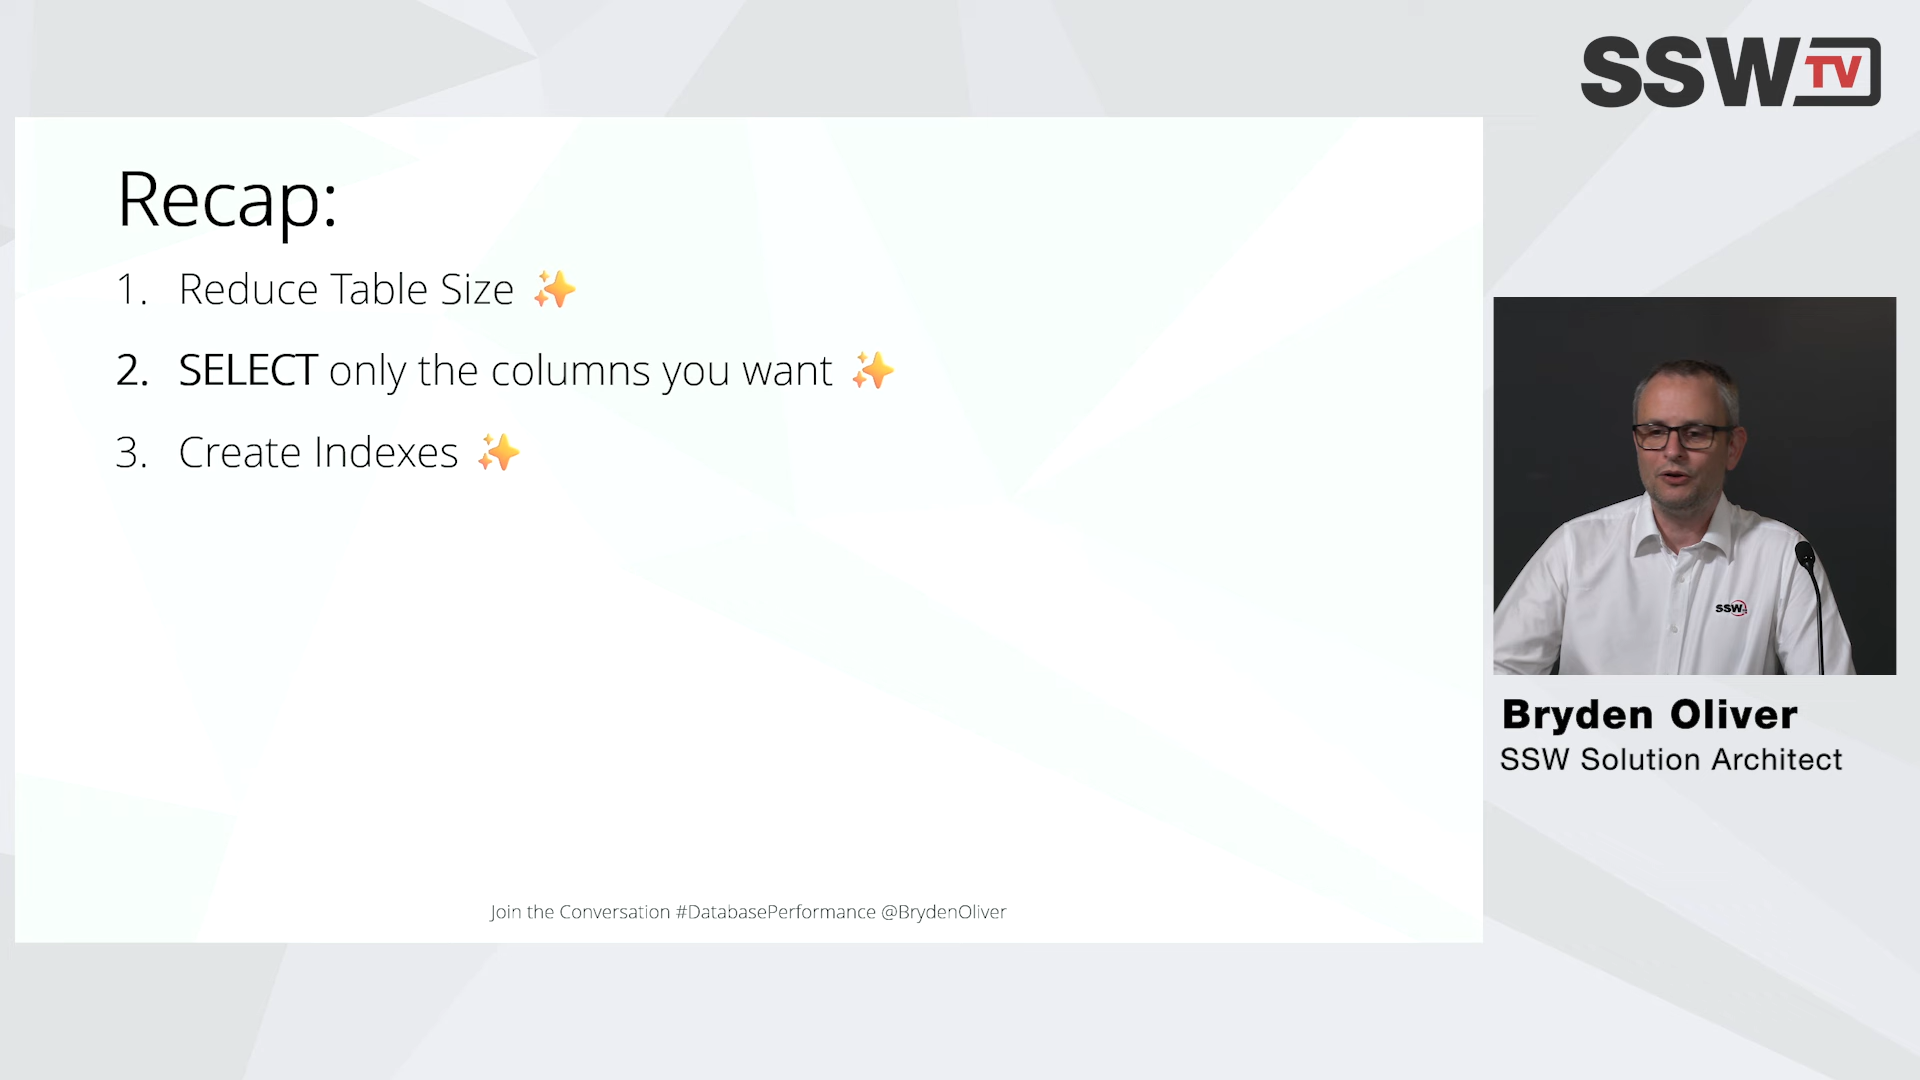 SSW TV
Recap:
1. Reduce Table Size ✨
2. SELECT only the columns you want ✨
3. Create Indexes ✨
Join the Conversation #DatabasePerformance @BrydenOliver
SSW
Bryden Oliver
SSW Solution Architect